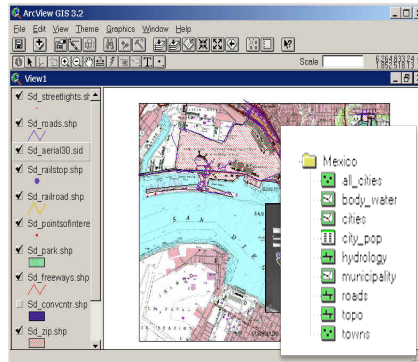 ArcView GIS 3.2
File Edit View Theme Graphics Window Help
Scale
View1
Sd_streetlights.sh
Sd_roads.shp
Sd_aerial30.sid
Sd_railstop.shp
Sd_railroad.shp
Sd_pointsofintere
Sd_park.shp
Sd_freeways.shp
Sd_convcntr.shp
Sd_zip.shp
SAN
Mexico
all_cities
body_water
cities
city_pop
hydrology
municipality
roads
topo
towns